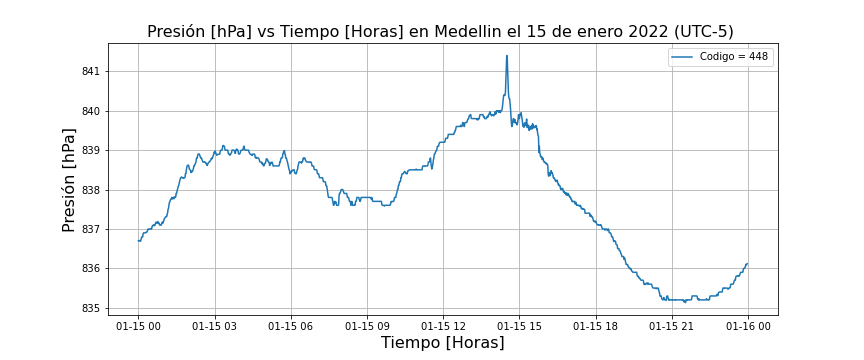 Presión [hPa] vs Tiempo [Horas] en Medellin el 15 de enero 2022 (UTC-5)
Codigo = 448
Presión [hPa]
841
840
839
838
837
836
835
01-15 00 01-15 03 01-15 06 01-15 09 01-15 12 01-15 15 01-15 18 01-15 21 01-16 00
Tiempo [Horas]